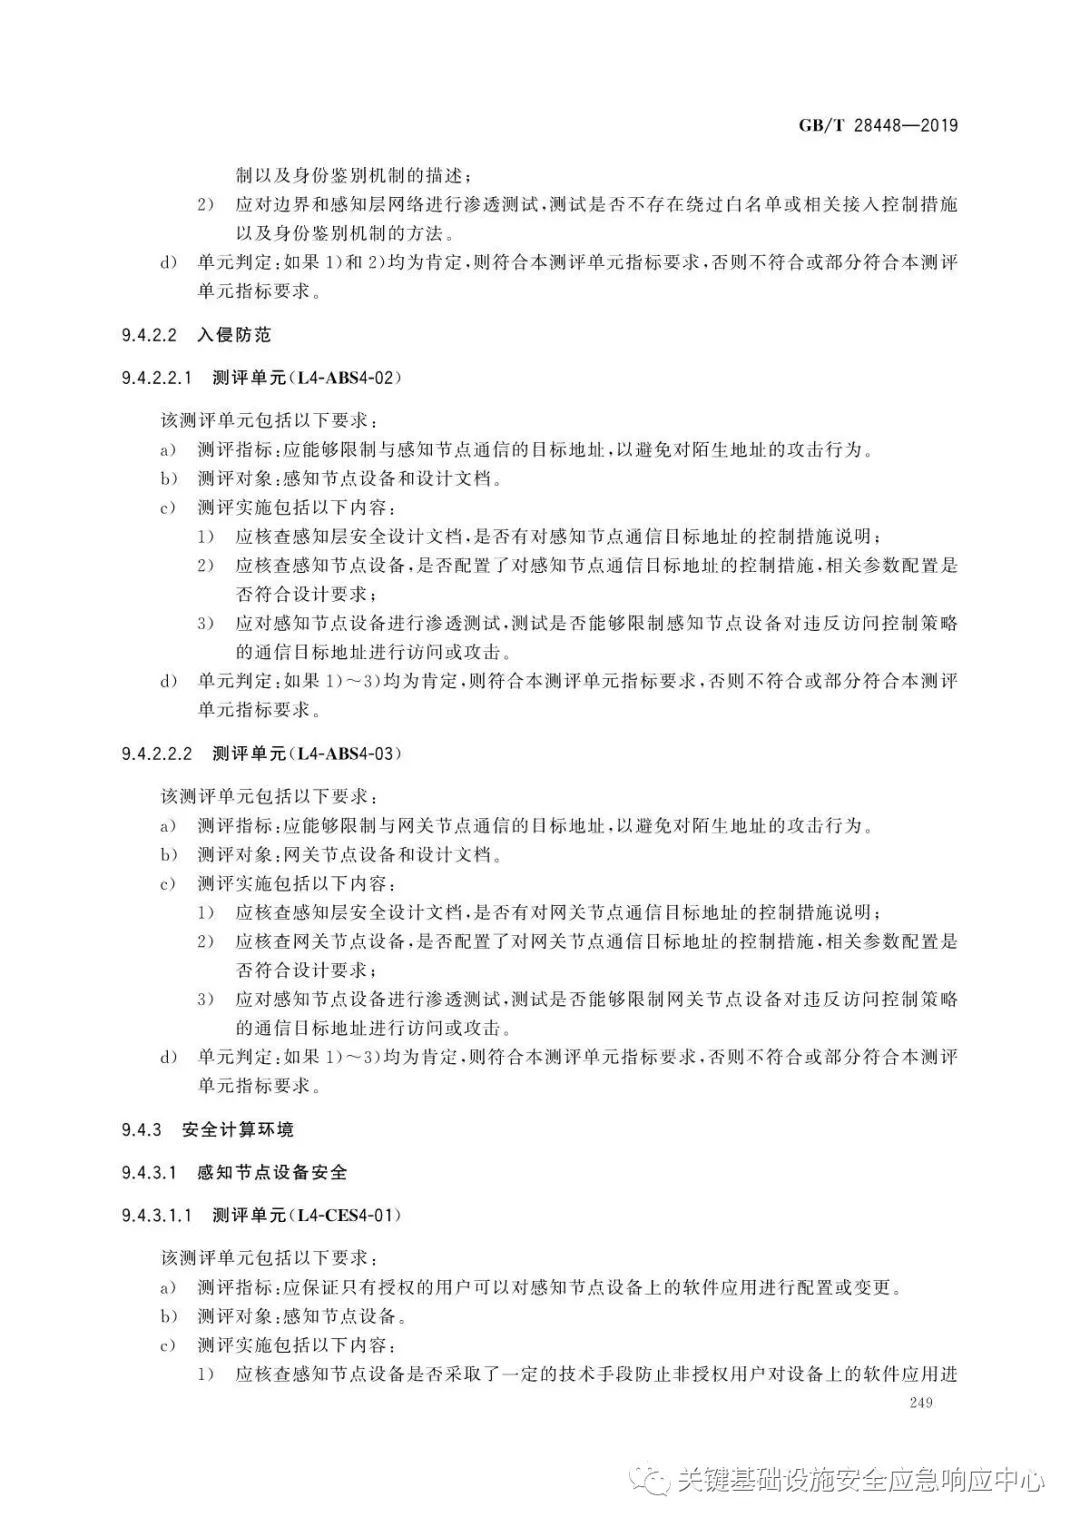 GB/T 28448—2019
制以及身份鉴别机制的描述；
2） 应对边界和感知层网络进行渗透测试，测试是否不存在绕过白名单或相关接入控制措施
以及身份鉴别机制的方法。
d） 单元判定：如果 1）和 2）均为肯定，则符合本测评单元指标要求，否则不符合或部分符合本测评
单元指标要求。
9.4.2.2 入侵防范
9.4.2.2.1 测评单元（L4-ABS4-02）
该测评单元包括以下要求：
a） 测评指标：应能够限制与感知节点通信的目标地址，以避免对陌生地址的攻击行为。
b） 测评对象：感知节点设备和设计文档。
c） 测评实施包括以下内容：
1） 应核查感知层安全设计文档，是否有对感知节点通信目标地址的控制措施说明；
2） 应核查感知节点设备，是否配置了对感知节点通信目标地址的控制措施，相关参数配置是
否符合设计要求；
3） 应对感知节点设备进行渗透测试，测试是否能够限制感知节点设备对违反访问控制策略
的通信目标地址进行访问或攻击。
d） 单元判定：如果 1）～3）均为肯定，则符合本测评单元指标要求，否则不符合或部分符合本测评
单元指标要求。
9.4.2.2.2 测评单元（L4-ABS4-03）
该测评单元包括以下要求：
a） 测评指标：应能够限制与网关节点通信的目标地址，以避免对陌生地址的攻击行为。
b） 测评对象：网关节点设备和设计文档。
c） 测评实施包括以下内容：
1） 应核查感知层安全设计文档，是否有对网关节点通信目标地址的控制措施说明；
2） 应核查网关节点设备，是否配置了对网关节点通信目标地址的控制措施，相关参数配置是
否符合设计要求；
3） 应对感知节点设备进行渗透测试，测试是否能够限制网关节点设备对违反访问控制策略
的通信目标地址进行访问或攻击。
d） 单元判定：如果 1）～3）均为肯定，则符合本测评单元指标要求，否则不符合或部分符合本测评
单元指标要求。
9.4.3 安全计算环境
9.4.3.1 感知节点设备安全
9.4.3.1.1 测评单元（L4-CES4-01）
该测评单元包括以下要求：
a） 测评指标：应保证只有授权的用户可以对感知节点设备上的软件应用进行配置或变更。
b） 测评对象：感知节点设备。
c） 测评实施包括以下内容：
1） 应核查感知节点设备是否采取了一定的技术手段防止非授权用户对设备上的软件应用进
249
关键基础设施安全应急响应中心